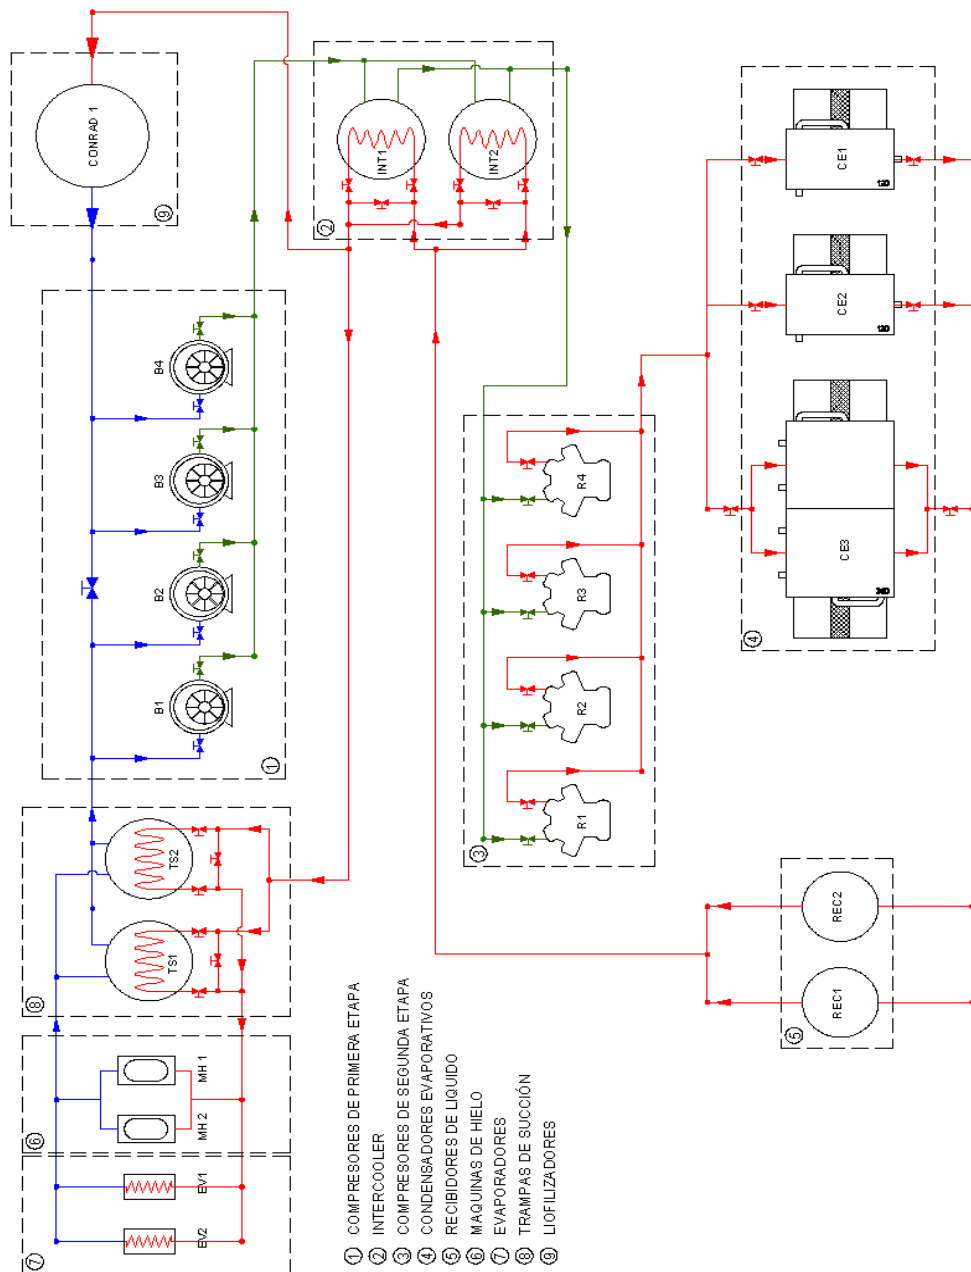 7
6
8
CONRAD 1
9
B1
B2
B3
B4
TS1
TS2
EV2
EV1
MH 2
MH 1
1
2
INT1
INT2
1 COMPRESORES DE PRIMERA ETAPA
2 INTERCOOLER
3 COMPRESORES DE SEGUNDA ETAPA
4 CONDENSADORES EVAPORATIVOS
5 RECIBIDORES DE LIQUIDO
6 MAQUINAS DE HIELO
7 EVAPORADORES
8 TRAMPAS DE SUCCIÓN
9 LIOFILIZADORES
3
R1
R2
R3
R4
4
5
REC1
REC2
CE3
CE2
CE1